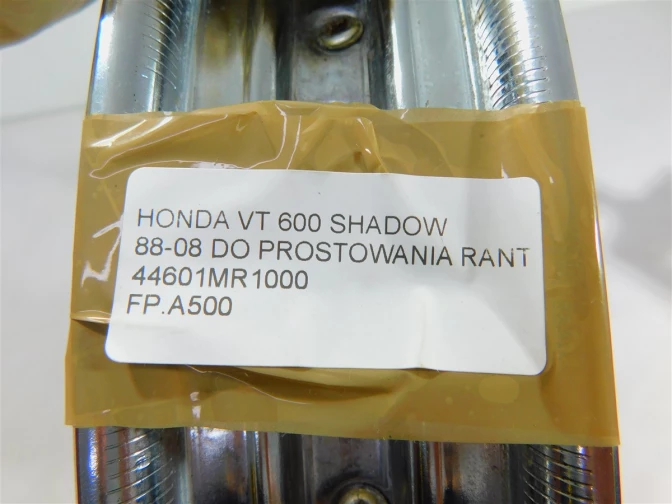 HONDA VT 600 SHADOW
88-08 DO PROSTOWANIA RANT
44601MR1000
FP.A500